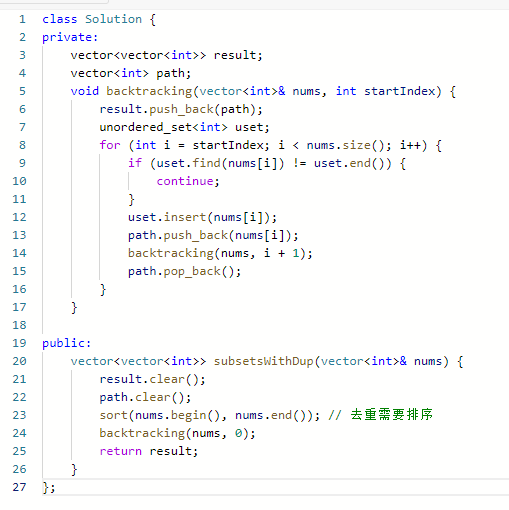 1 class Solution {
2 private:
3     vector<vector<int>> result;
4     vector<int> path;
5     void backtracking(vector<int>& nums, int startIndex) {
6         result.push_back(path);
7         unordered_set<int> uset;
8         for (int i = startIndex; i < nums.size(); i++) {
9             if (uset.find(nums[i]) != uset.end()) {
10                 continue;
11             }
12             uset.insert(nums[i]);
13             path.push_back(nums[i]);
14             backtracking(nums, i + 1);
15             path.pop_back();
16         }
17     }
18
19 public:
20     vector<vector<int>> subsetsWithDup(vector<int>& nums) {
21         result.clear();
22         path.clear();
23         sort(nums.begin(), nums.end()); // 去重需要排序
24         backtracking(nums, 0);
25         return result;
26     }
27 };